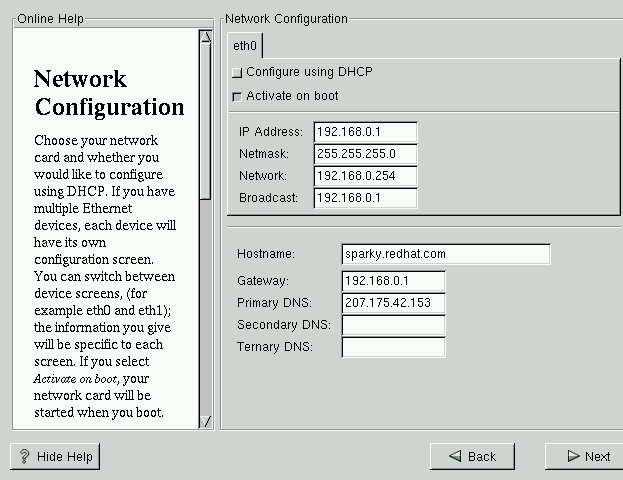 Online Help
Network
Configuration
Choose your network
card and whether you
would like to configure
using DHCP. If you have
multiple Ethernet
devices, each device will
have its own
configuration screen.
You can switch between
device screens, (for
example eth0 and eth1);
the information you give
will be specific to each
screen. If you select
Activate on boot, your
network card will be
started when you boot.
Network Configuration
eth0
Configure using DHCP
Activate on boot
IP Address: 192.168.0.1
Netmask: 255.255.255.0
Network: 192.168.0.254
Broadcast: 192.168.0.1
Hostname: sparky.redhat.com
Gateway: 192.168.0.1
Primary DNS: 207.175.42.153
Secondary DNS:
Ternary DNS:
? Hide Help
Back
Next